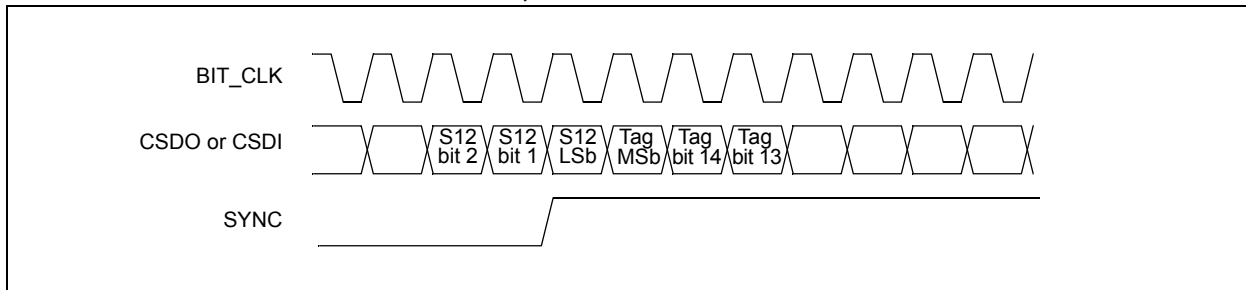 BIT_CLK
CSDO or CSDI
S12 bit 2
S12 bit 1
S12 LSb
Tag MSb
Tag bit 14
Tag bit 13
SYNC